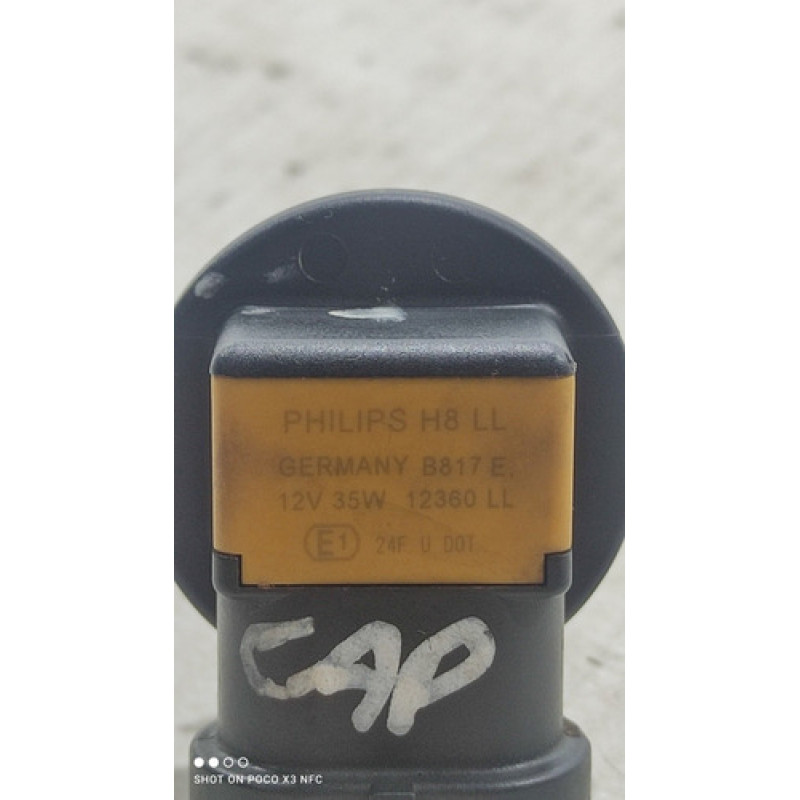 PHILIPS H8 LL
GERMANY B817 E.
12V 35W 12360 LL
E1 24F U DOT
CAP
SHOT ON POCO X3 NFC